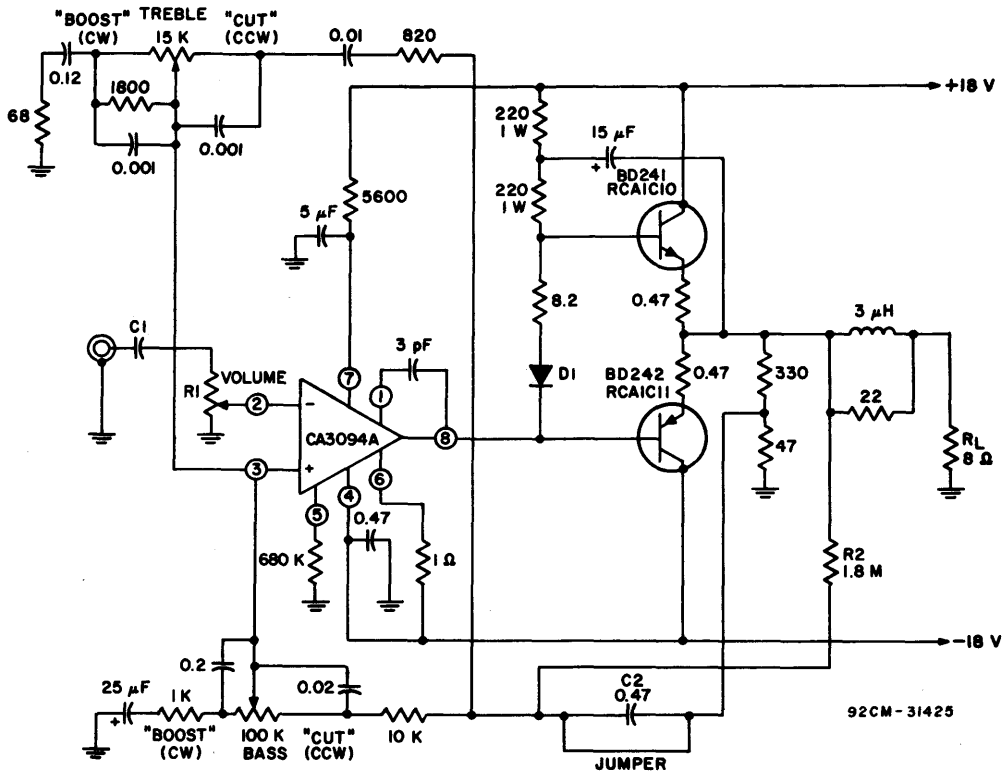 "BOOST" TREBLE "CUT"
(CW) 15 K (CCW)
0.12
68
1800
0.001
0.001
0.01
820
+18 V
220
1 W
15 µF
+
BD241
RCA1C10
220
1 W
5600
5 µF
8.2
0.47
3 µH
C1
3 pF
D1
BD242
RCA1C11
0.47
330
22
R1
VOLUME
2
7
1
-
CA3094A
8
47
RL
8 Ω
3
+
6
4
5
0.47
680 K
1 Ω
R2
1.8 M
-18 V
0.2
0.02
C2
0.47
25 µF
+
1K
"BOOST"
(CW)
100 K
BASS
"CUT"
(CCW)
10 K
JUMPER
92CM-31425